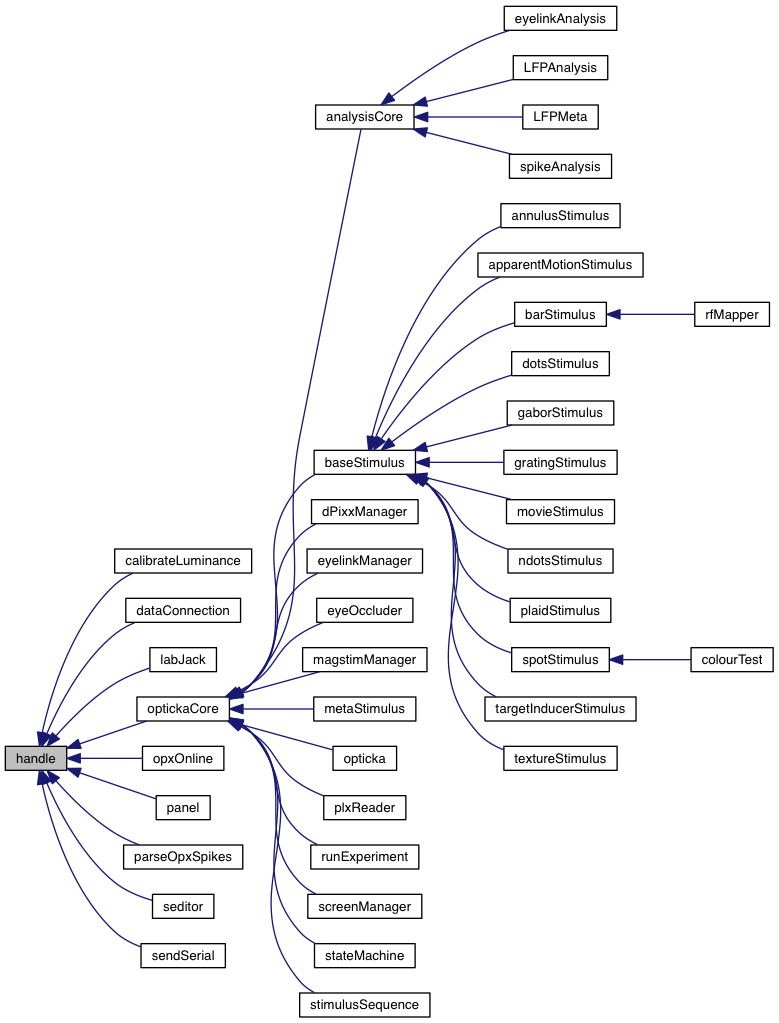 eyelinkAnalysis
LFPAnalysis
analysisCore
LFPMeta
spikeAnalysis
annulusStimulus
apparentMotionStimulus
barStimulus
rfMapper
dotsStimulus
gaborStimulus
baseStimulus
gratingStimulus
dPixxManager
movieStimulus
calibrateLuminance
eyelinkManager
ndotsStimulus
dataConnection
eyeOccluder
plaidStimulus
labJack
magstimManager
spotStimulus
colourTest
optickaCore
metaStimulus
targetInducerStimulus
handle
opxOnline
opticka
textureStimulus
panel
plxReader
parseOpxSpikes
runExperiment
seditor
screenManager
sendSerial
stateMachine
stimulusSequence